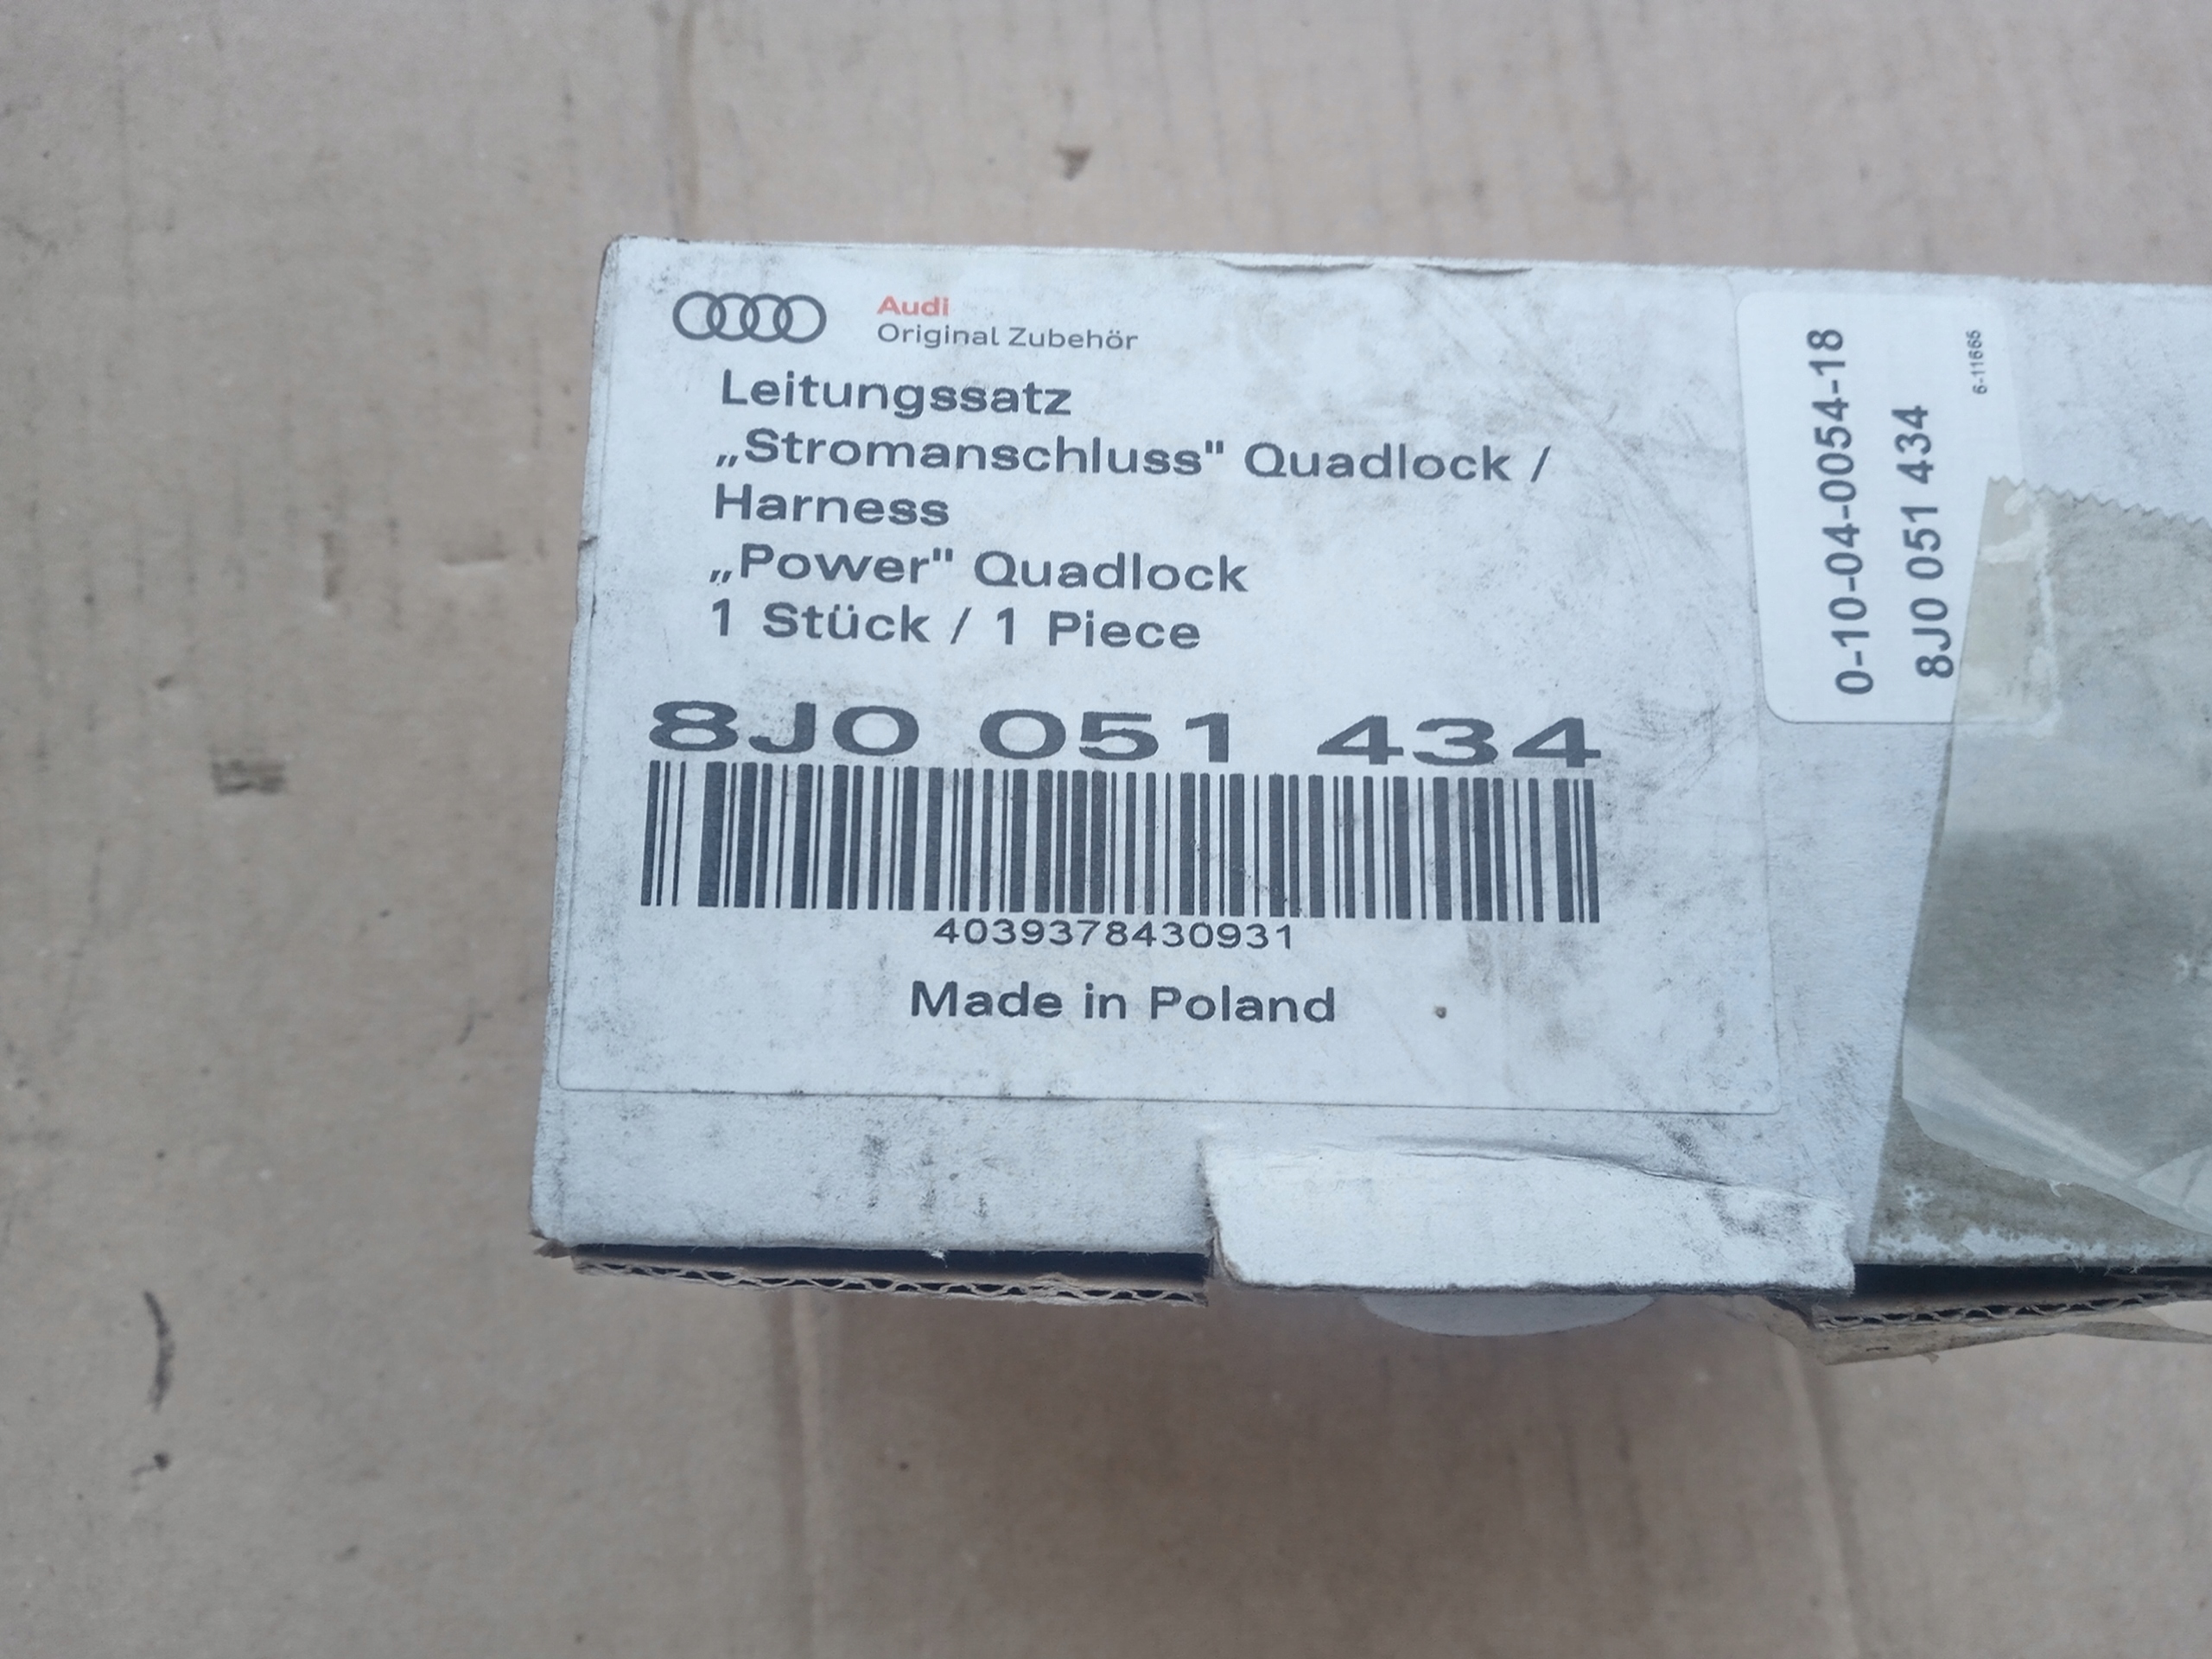 Audi
Original Zubehör
Leitungssatz
„Stromanschluss" Quadlock /
Harness
„Power" Quadlock
1 Stück / 1 Piece
8J0 051 434
4039378430931
Made in Poland
0-10-04-0054-18
8J0 051 434
6-11665